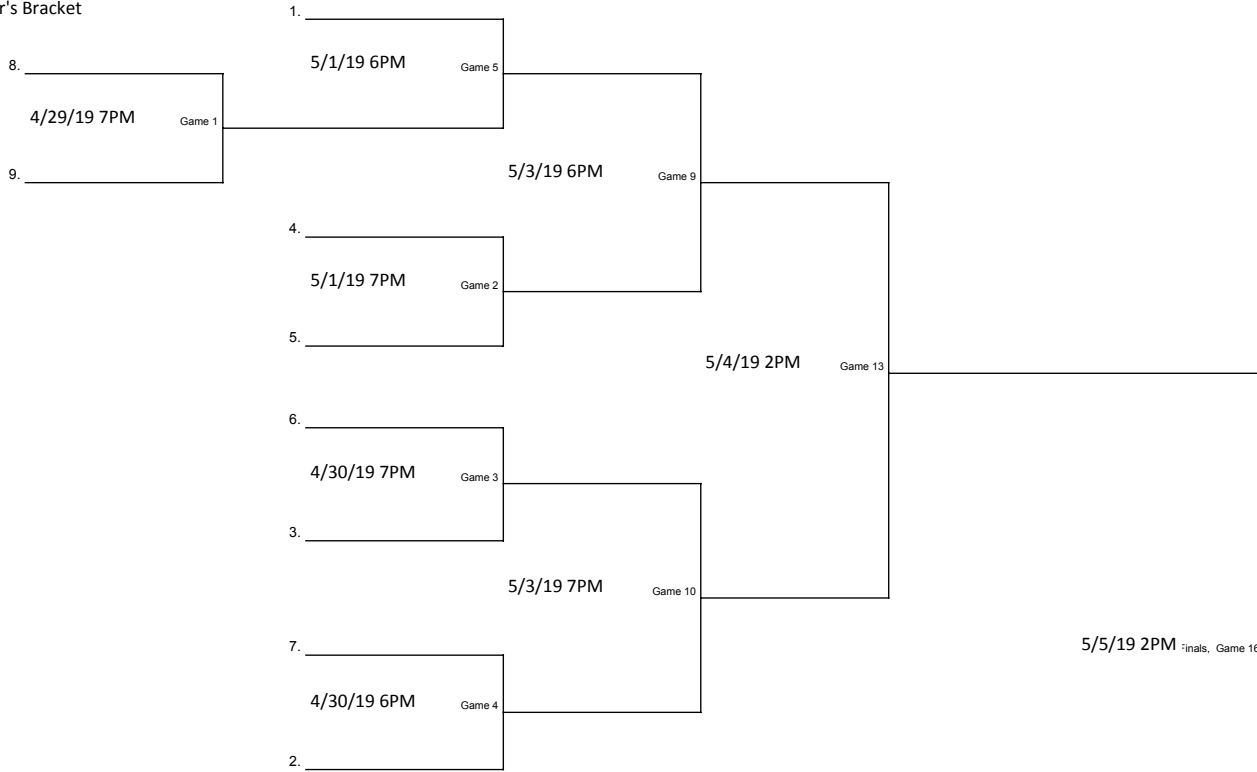 Bracket
1.
5/1/19 6PM Game 5
8.
4/29/19 7PM Game 1
9.
5/3/19 6PM Game 9
4.
5/1/19 7PM Game 2
5.
5/4/19 2PM Game 13
6.
4/30/19 7PM Game 3
3.
5/3/19 7PM Game 10
7.
5/5/19 2PM Finals, Game 16
4/30/19 6PM Game 4
2.